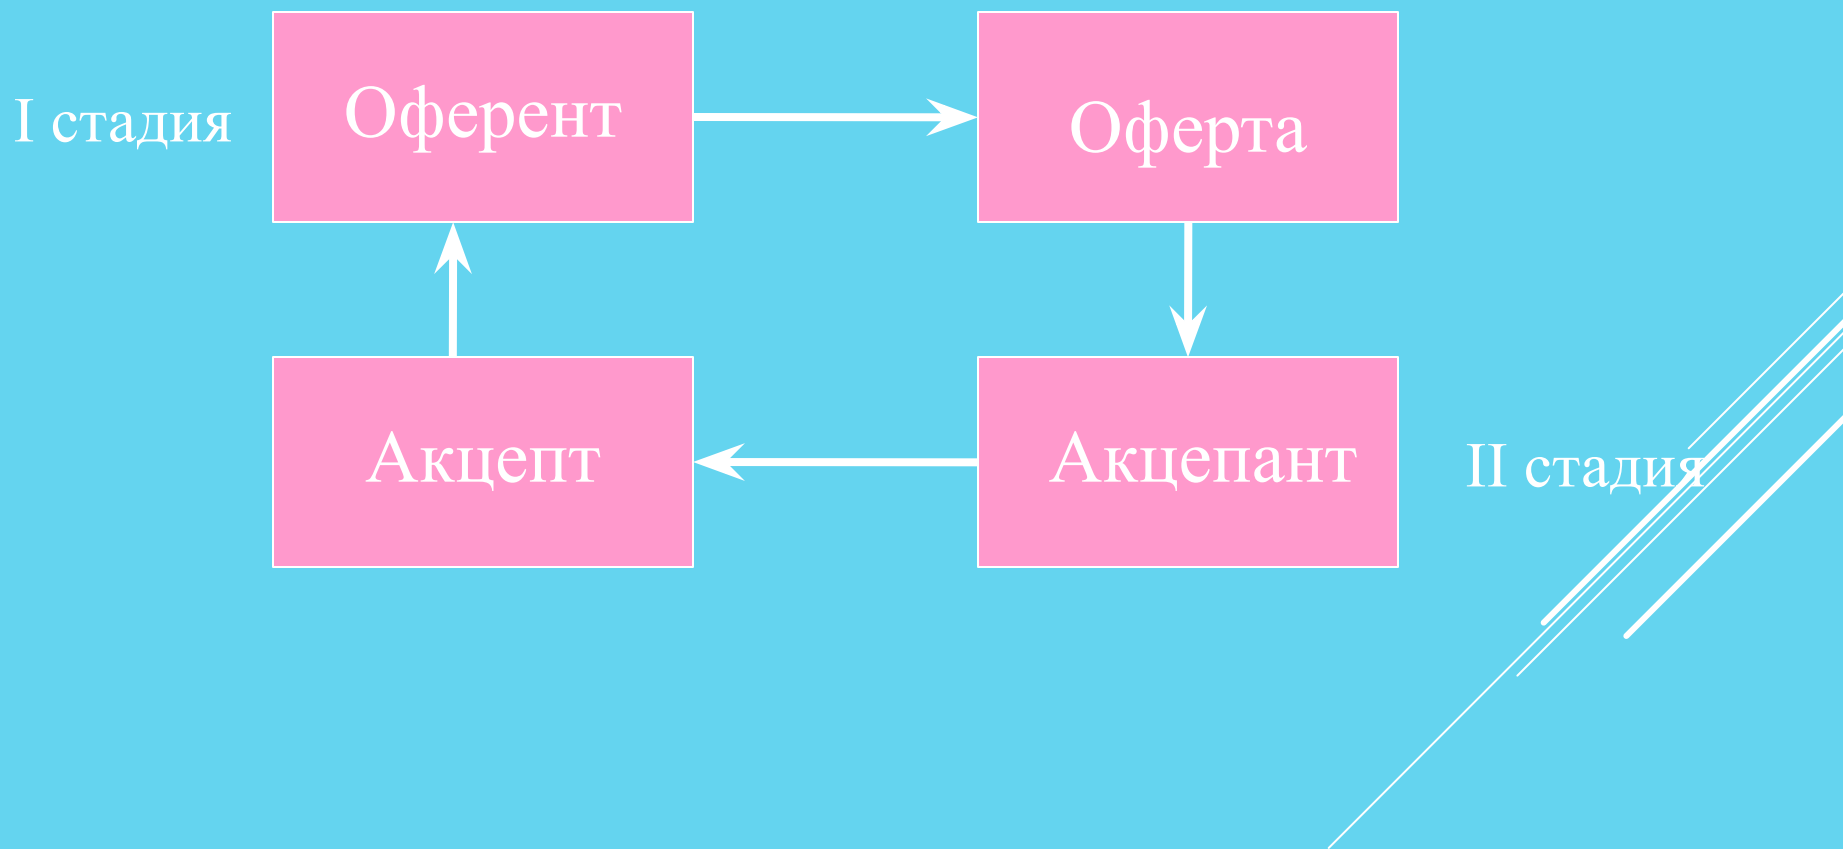 I стадия
Оферент
Оферта
Акцепт
Акцепант
II стадия